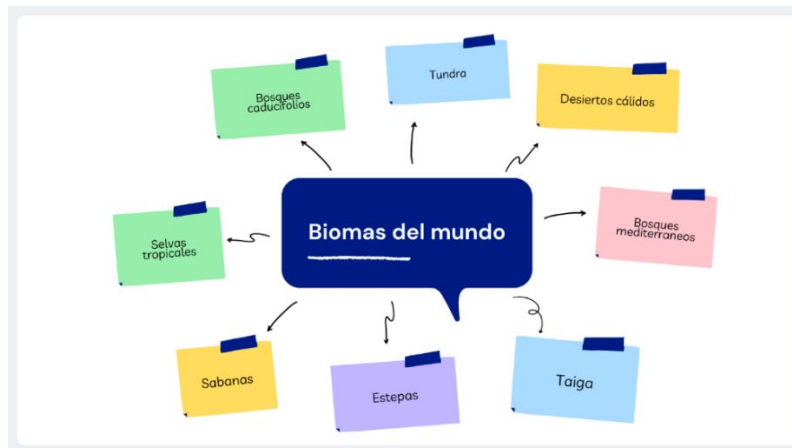 Bosques
caducifolios
Tundra
Desiertos cálidos
Biomas del mundo
Bosques
mediterraneos
Selvas
tropicales
Sabanas
Estepas
Taiga